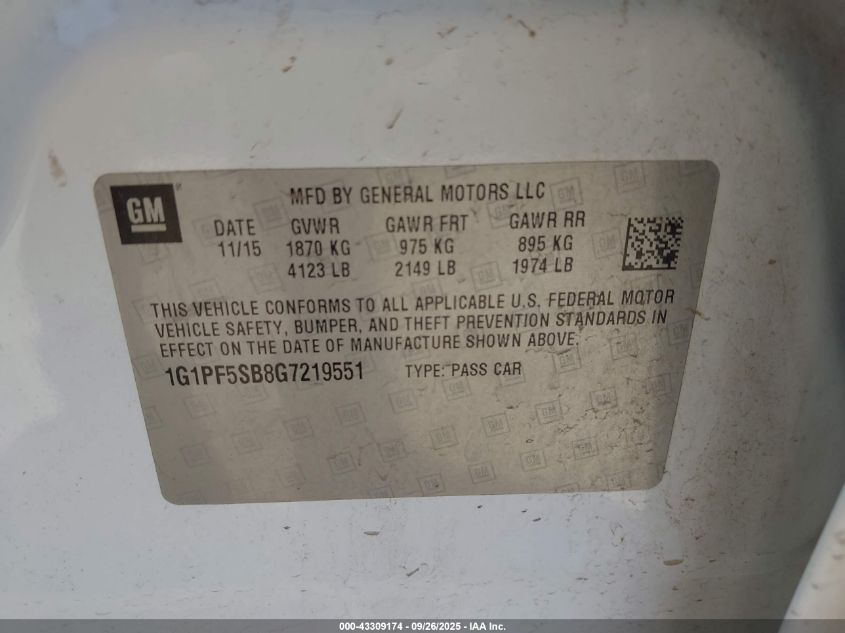 GM
MFD BY GENERAL MOTORS LLC
DATE GVWR GAWR FRT GAWR RR
11/15 1870 KG 975 KG 895 KG
4123 LB 2149 LB 1974 LB
THIS VEHICLE CONFORMS TO ALL APPLICABLE U.S. FEDERAL MOTOR
VEHICLE SAFETY, BUMPER, AND THEFT PREVENTION STANDARDS IN
EFFECT ON THE DATE OF MANUFACTURE SHOWN ABOVE.
1G1PF5SB8G7219551 TYPE: PASS CAR
000-43309174 - 09/26/2025 - IAA Inc.